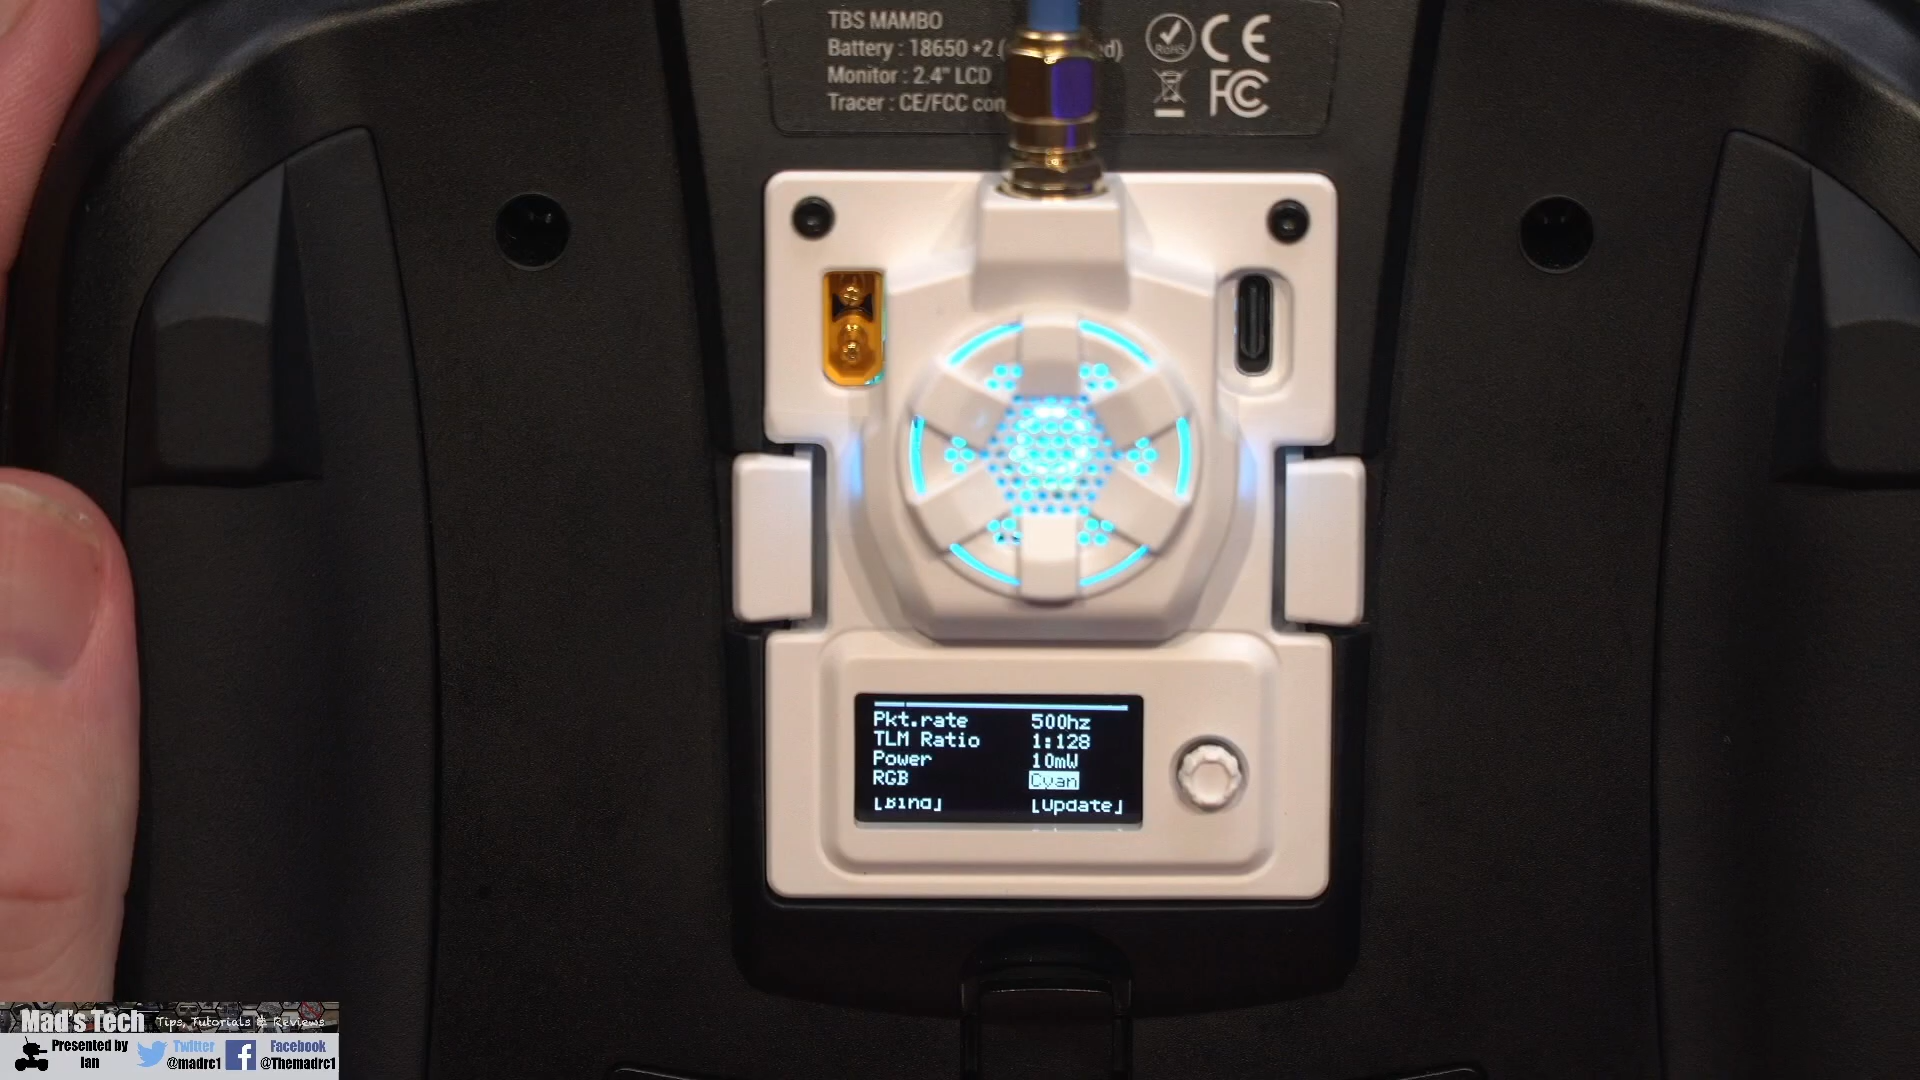 TBS MAMBO
Battery : 18650 *2 (
Monitor : 2.4" LCD
Tracer : CE/FCC
RoHS
CE
FC
Pkt.rate 500hz
TLM Ratio 1:128
Power 10mW
RGB Cyan
[Bind] [Update]
Mad's Tech Tips, Tutorials & Reviews
Presented by Ian
Twitter @madrc1
Facebook @Themadrc1